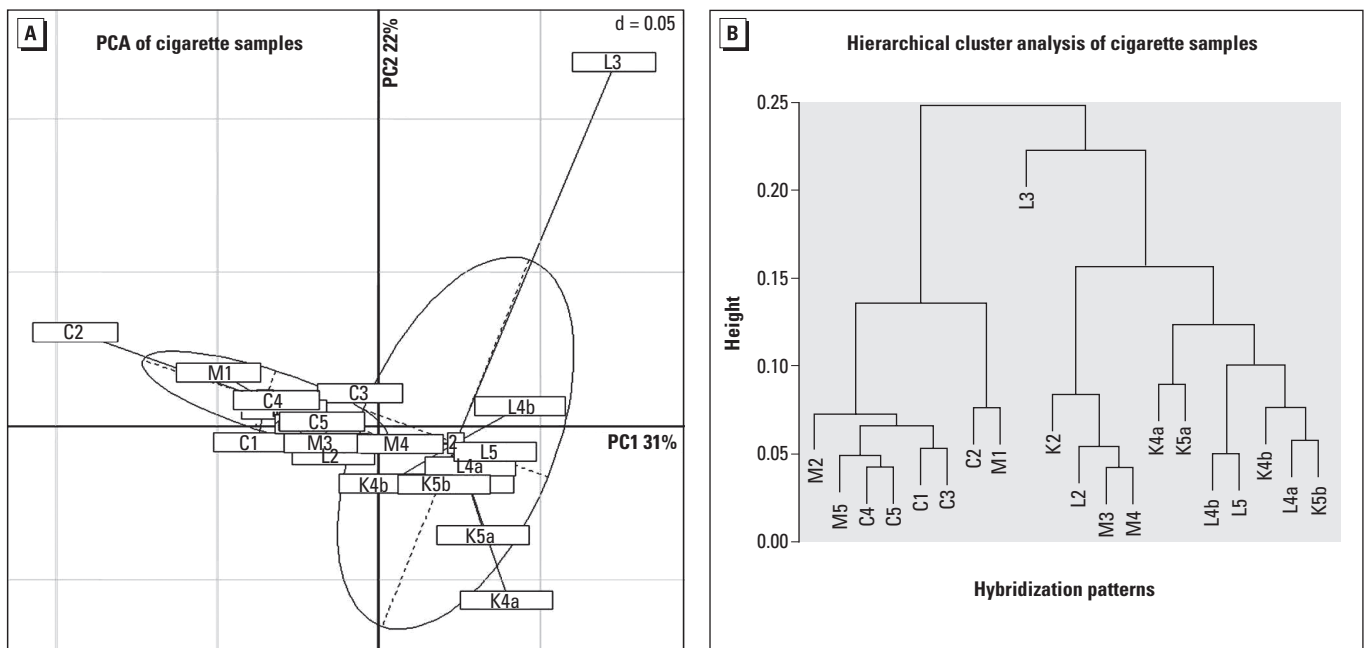 A
PCA of cigarette samples
d = 0.05
PC2 22%
L3
C2
M1
C4
C3
C5
L4b
C1
M3
M4
2
PC1 31%
L2
L5
L4a
K4b
K5b
K5a
K4a
B
Hierarchical cluster analysis of cigarette samples
Height
0.25
0.20
0.15
0.10
0.05
0.00
L3
M2
M5
C4
C5
C1
C3
C2
M1
K2
L2
M3
M4
K4a
K5a
L4b
L5
K4b
L4a
K5b
Hybridization patterns